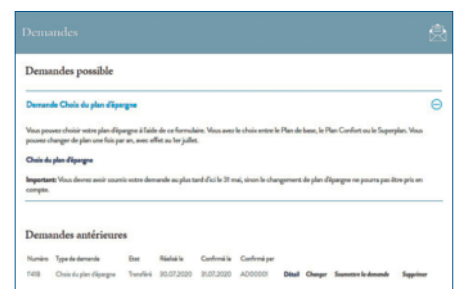 Demandes
Demandes possible
Demande Choix du plan d'épargne
Vous pouvez choisir votre plan d'épargne à l'aide de ce formulaire. Vous avez le choix entre le Plan de base, le Plan Confort ou le Superplan. Vous
pouvez changer de plan une fois par an, avec effet au 1er juillet.
Choix du plan d'épargne
Important: Vous devrez avoir soumis votre demande au plus tard d'ici le 31 mai, sinon le changement de plan d'épargne ne pourra pas être pris en
compte.
Demandes antérieures
Numéro Type de demande Etat Réalisé le Confirmé le Confirmé par
7418 Choix du plan d'épargne Transféré 30.07.2020 31.07.2020 AD00001 Détail Changer Soumettre la demande Supprimer